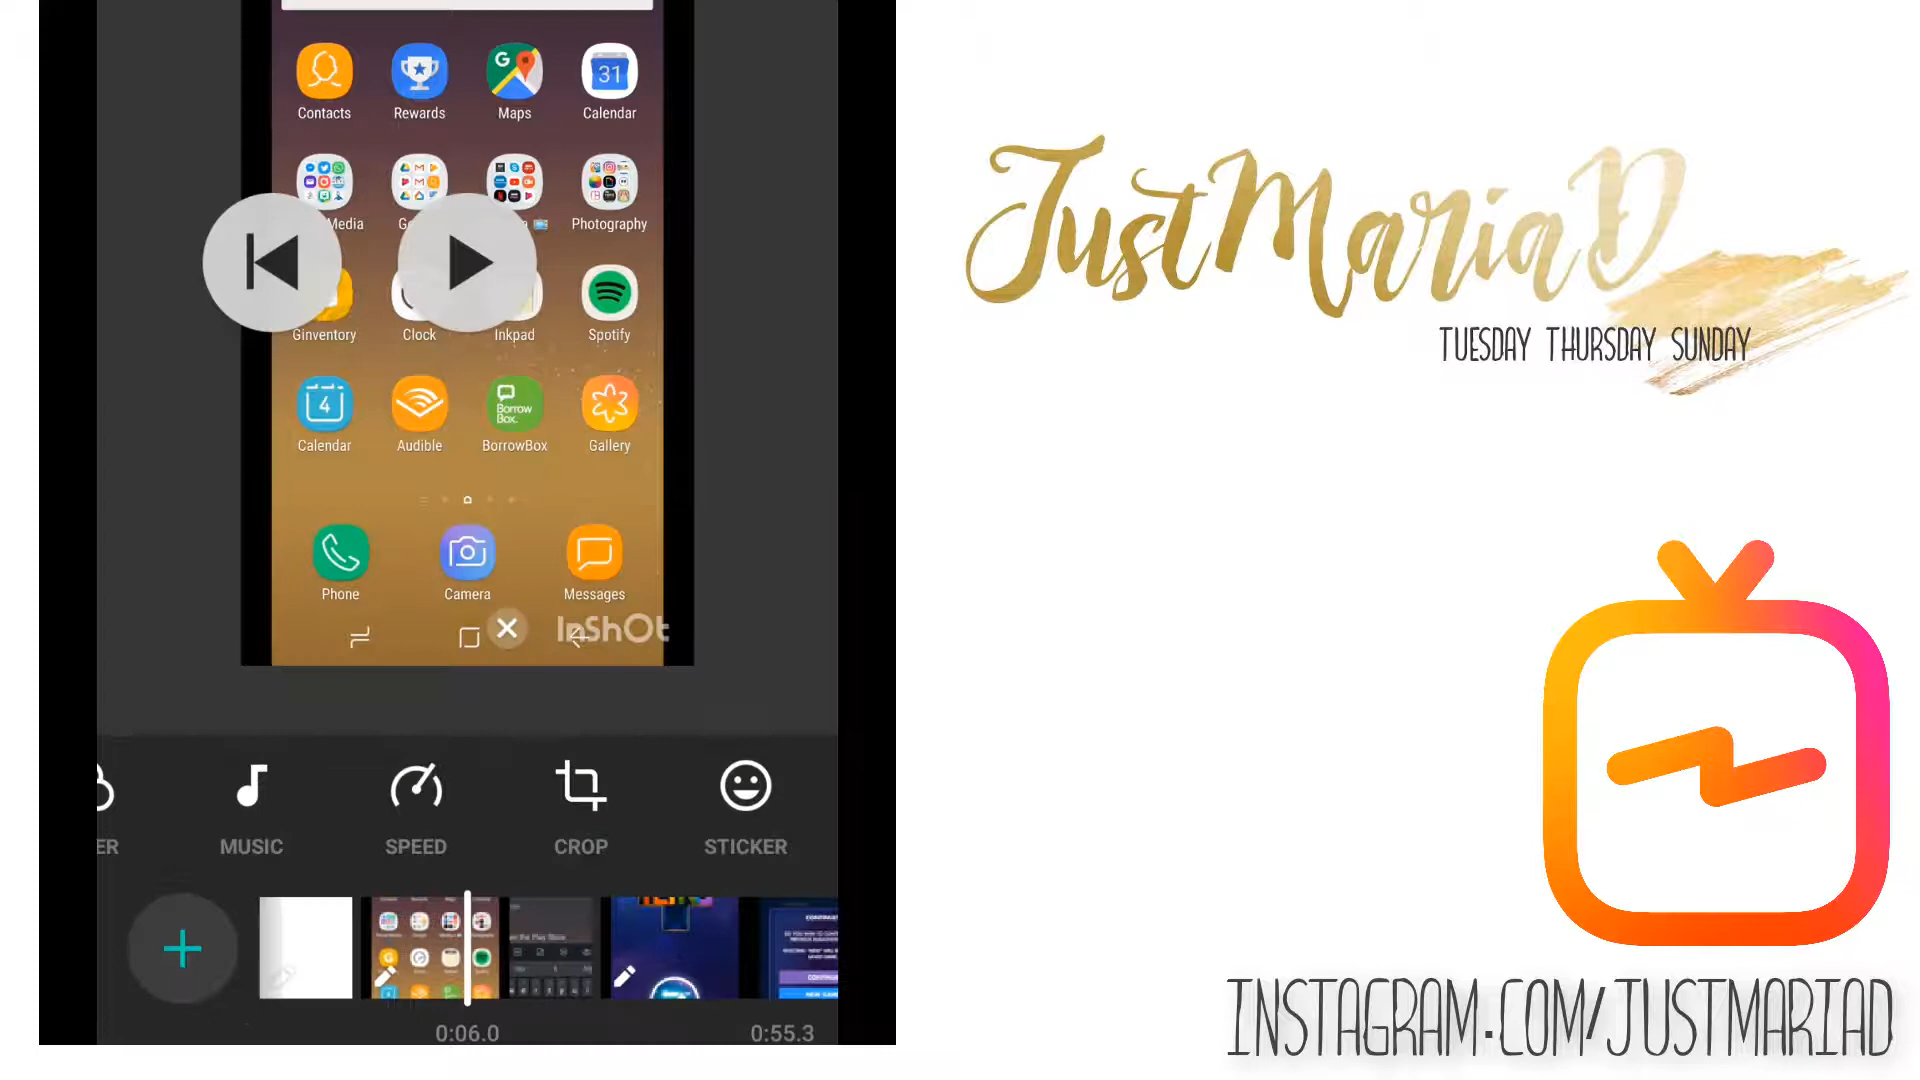 Contacts Rewards Maps Calendar
31
G
Media
Photography
Ginventory Clock Inkpad Spotify
4
Borrow
Box.
Calendar Audible BorrowBox Gallery
Phone Camera Messages
InShOt
ER MUSIC SPEED CROP STICKER
0:06.0 0:55.3
JustMariaD
TUESDAY THURSDAY SUNDAY
INSTAGRAM.COM/JUSTMARIAD